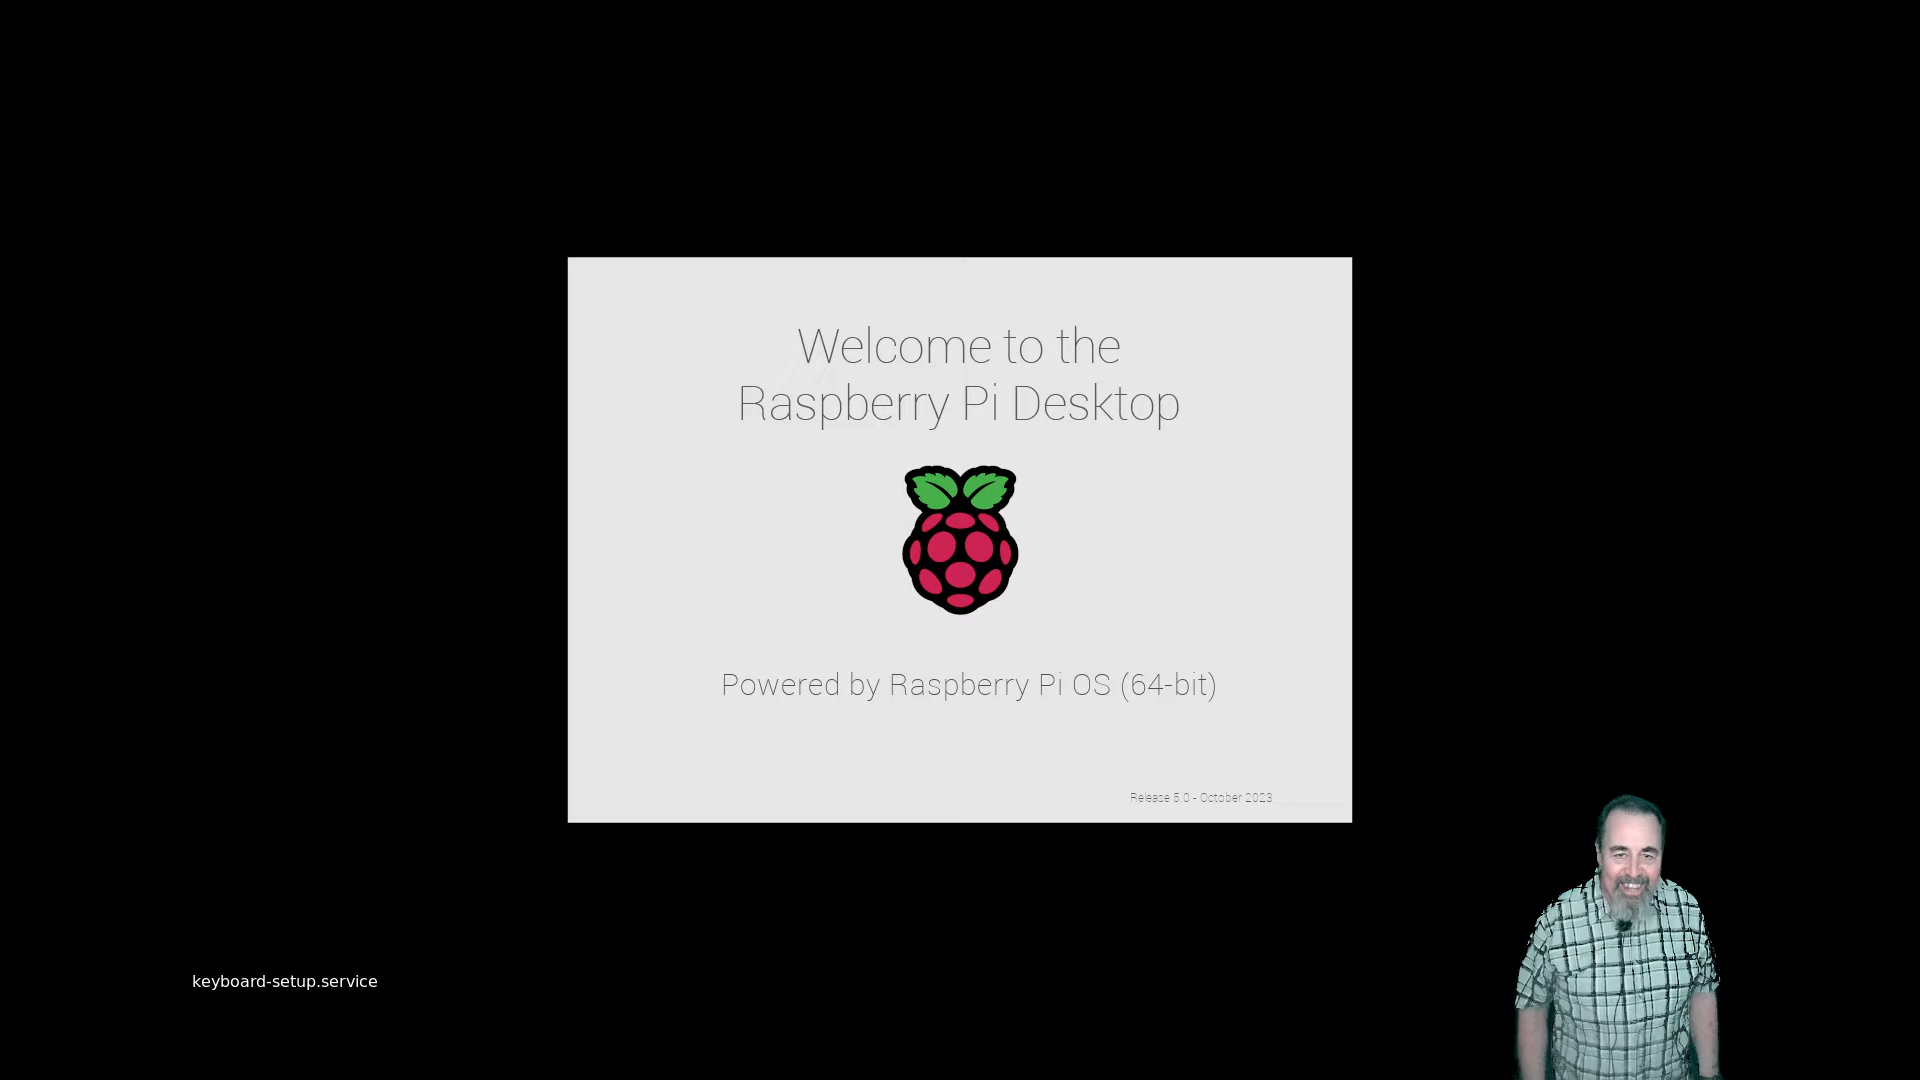 Welcome to the
Raspberry Pi Desktop
Powered by Raspberry Pi OS (64-bit)
Release 5.0 - October 2023
keyboard-setup.service